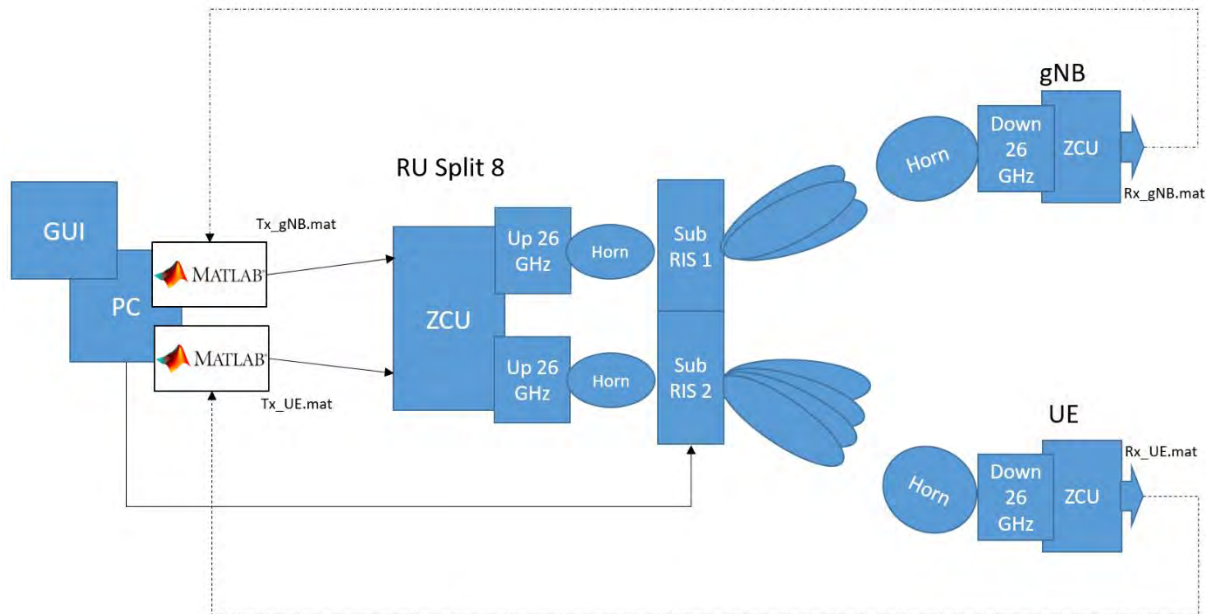 gNB
Down
26
GHz
ZCU
Horn
Rx_gNB.mat
RU Split 8
GUI
PC
Tx_gNB.mat
MATLAB
MATLAB
Tx_UE.mat
ZCU
Up 26
GHz
Horn
Up 26
GHz
Horn
Sub
RIS 1
Sub
RIS 2
UE
Rx_UE.mat
Horn
Down
26
GHz
ZCU